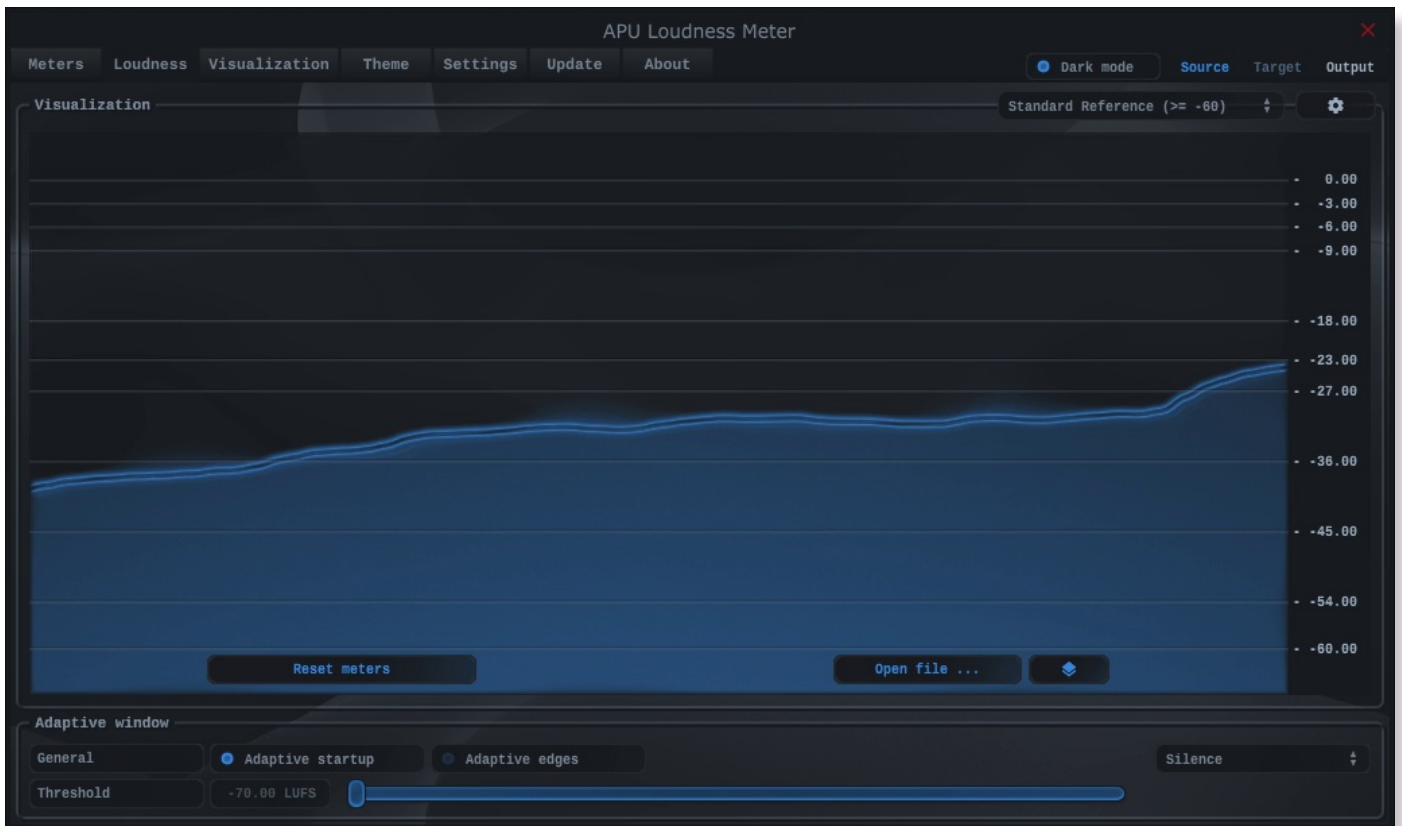 APU Loudness Meter
Meters Loudness Visualization Theme Settings Update About Dark mode Source Target Output
Visualization Standard Reference (>= -60)
- 0.00
- -3.00
- -6.00
- -9.00
- -18.00
- -23.00
- -27.00
- -36.00
- -45.00
- -54.00
- -60.00
Reset meters Open file ...
Adaptive window
General Adaptive startup Adaptive edges Silence
Threshold -70.00 LUFS